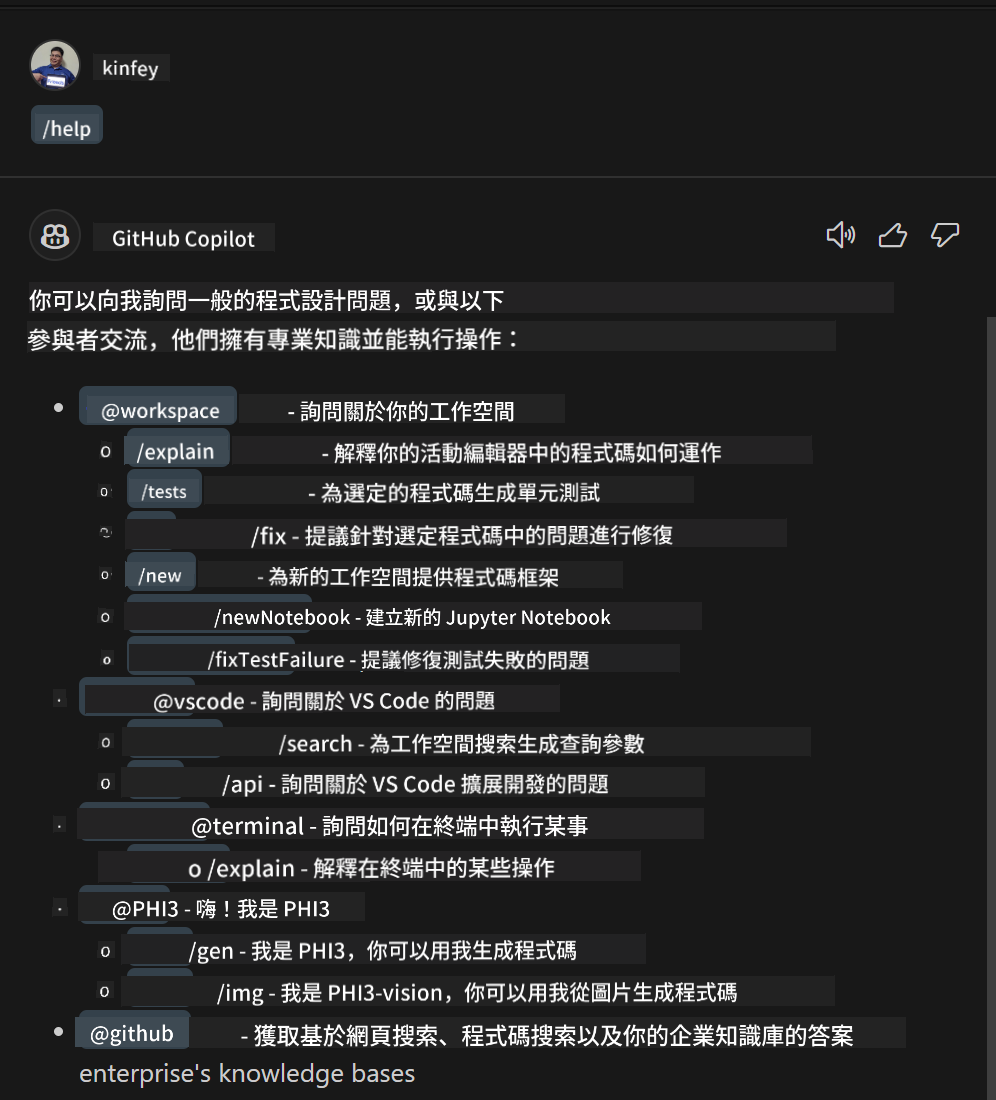 kinfey
/help
GitHub Copilot
你可以向我詢問一般的程式設計問題，或與以下
參與者交流，他們擁有專業知識並能執行操作：
• @workspace - 詢問關於你的工作空間
o /explain - 解釋你的活動編輯器中的程式碼如何運作
o /tests - 為選定的程式碼生成單元測試
/fix - 提議針對選定程式碼中的問題進行修復
o /new - 為新的工作空間提供程式碼框架
o /newNotebook - 建立新的 Jupyter Notebook
o /fixTestFailure - 提議修復測試失敗的問題
· @vscode - 詢問關於 VS Code 的問題
o /search - 為工作空間搜索生成查詢參數
o /api - 詢問關於 VS Code 擴展開發的問題
· @terminal - 詢問如何在終端中執行某事
o /explain - 解釋在終端中的某些操作
· @PHI3 - 嗨！我是 PHI3
o /gen - 我是 PHI3，你可以用我生成程式碼
o /img - 我是 PHI3-vision，你可以用我從圖片生成程式碼
• @github - 獲取基於網頁搜索、程式碼搜索以及你的企業知識庫的答案
enterprise's knowledge bases